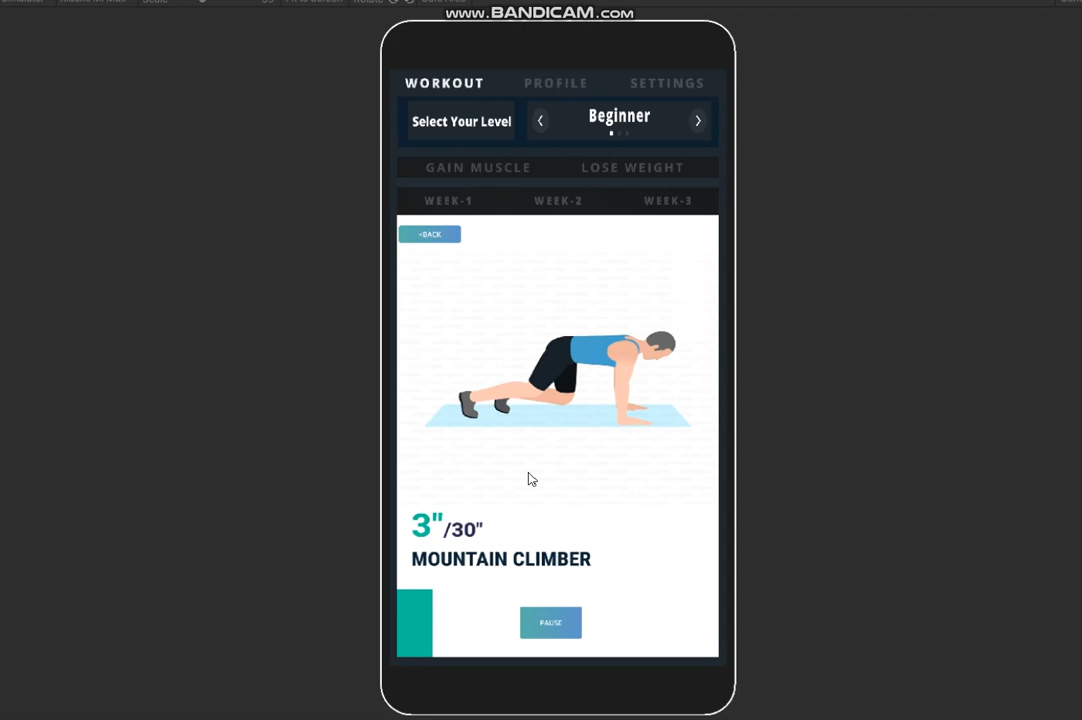 www.BANDICAM.com
WORKOUT PROFILE SETTINGS
Select Your Level
Beginner
GAIN MUSCLE LOSE WEIGHT
WEEK-1 WEEK-2 WEEK-3
<BACK
3"/30"
MOUNTAIN CLIMBER
PAUSE